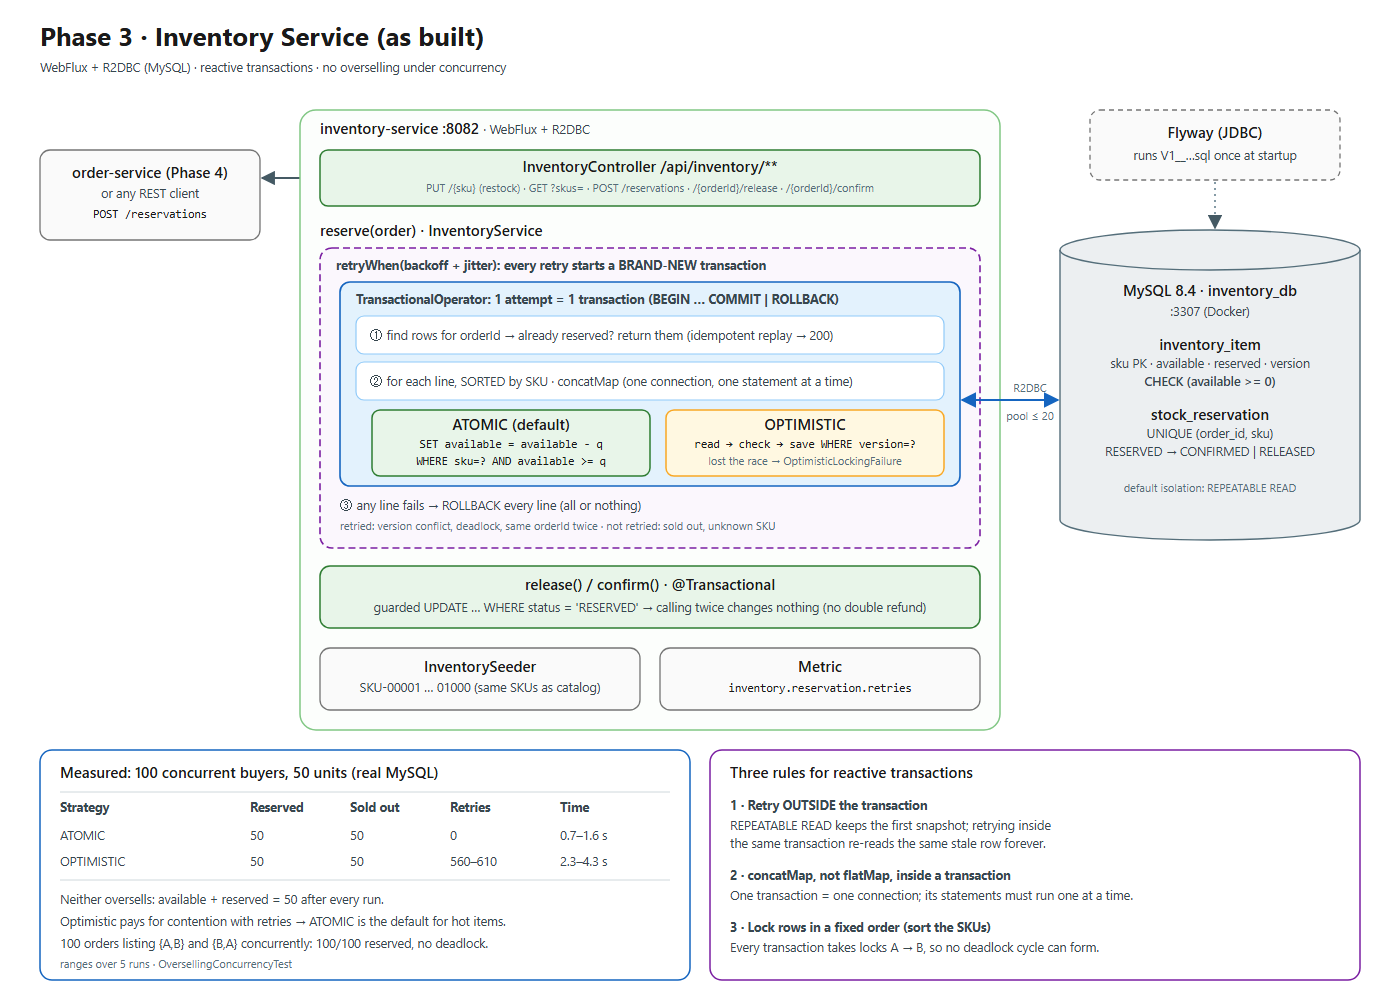 Phase 3 · Inventory Service (as built)
WebFlux + R2DBC (MySQL) · reactive transactions · no overselling under concurrency
order-service (Phase 4)
or any REST client
POST /reservations
inventory-service :8082 · WebFlux + R2DBC
InventoryController /api/inventory/**
PUT /{sku} (restock) · GET ?skus= · POST /reservations · /{orderId}/release · /{orderId}/confirm
reserve(order) · InventoryService
retryWhen(backoff + jitter): every retry starts a BRAND-NEW transaction
TransactionalOperator: 1 attempt = 1 transaction (BEGIN … COMMIT | ROLLBACK)
① find rows for orderId → already reserved? return them (idempotent replay → 200)
② for each line, SORTED by SKU · concatMap (one connection, one statement at a time)
ATOMIC (default)
SET available = available - q
WHERE sku=? AND available >= q
OPTIMISTIC
read → check → save WHERE version=?
lost the race → OptimisticLockingFailure
③ any line fails → ROLLBACK every line (all or nothing)
retried: version conflict, deadlock, same orderId twice · not retried: sold out, unknown SKU
release() / confirm() · @Transactional
guarded UPDATE … WHERE status = 'RESERVED' → calling twice changes nothing (no double refund)
InventorySeeder
SKU-00001 … 01000 (same SKUs as catalog)
Metric
inventory.reservation.retries
R2DBC
pool ≤ 20
Flyway (JDBC)
runs V1__…sql once at startup
MySQL 8.4 · inventory_db
:3307 (Docker)
inventory_item
sku PK · available · reserved · version
CHECK (available >= 0)
stock_reservation
UNIQUE (order_id, sku)
RESERVED → CONFIRMED | RELEASED
default isolation: REPEATABLE READ
Measured: 100 concurrent buyers, 50 units (real MySQL)
Strategy Reserved Sold out Retries Time
ATOMIC 50 50 0 0.7–1.6 s
OPTIMISTIC 50 50 560–610 2.3–4.3 s
Neither oversells: available + reserved = 50 after every run.
Optimistic pays for contention with retries → ATOMIC is the default for hot items.
100 orders listing {A,B} and {B,A} concurrently: 100/100 reserved, no deadlock.
ranges over 5 runs · OversellingConcurrencyTest
Three rules for reactive transactions
1 · Retry OUTSIDE the transaction
REPEATABLE READ keeps the first snapshot; retrying inside
the same transaction re-reads the same stale row forever.
2 · concatMap, not flatMap, inside a transaction
One transaction = one connection; its statements must run one at a time.
3 · Lock rows in a fixed order (sort the SKUs)
Every transaction takes locks A → B, so no deadlock cycle can form.